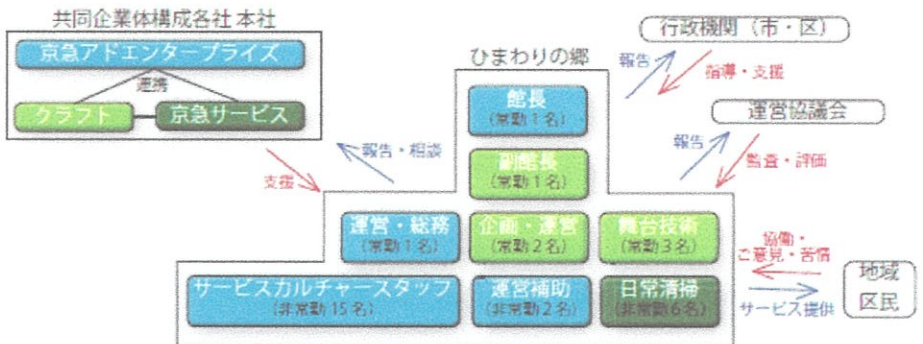 共同企業体構成各社 本社
京急アドエンタープライズ
連携
クラフト
京急サービス
ひまわりの郷
館長
(常勤1名)
副館長
(常勤1名)
運営・総務
(常勤1名)
企画・運営
(常勤2名)
舞台技術
(常勤3名)
サービスカルチャースタッフ
(非常勤15名)
運営補助
(非常勤2名)
日常清掃
(非常勤6名)
支援
報告・相談
行政機関(市・区)
報告
指導・支援
運営協議会
報告
監査・評価
協働・
ご意見・苦情
サービス提供
地域
区民